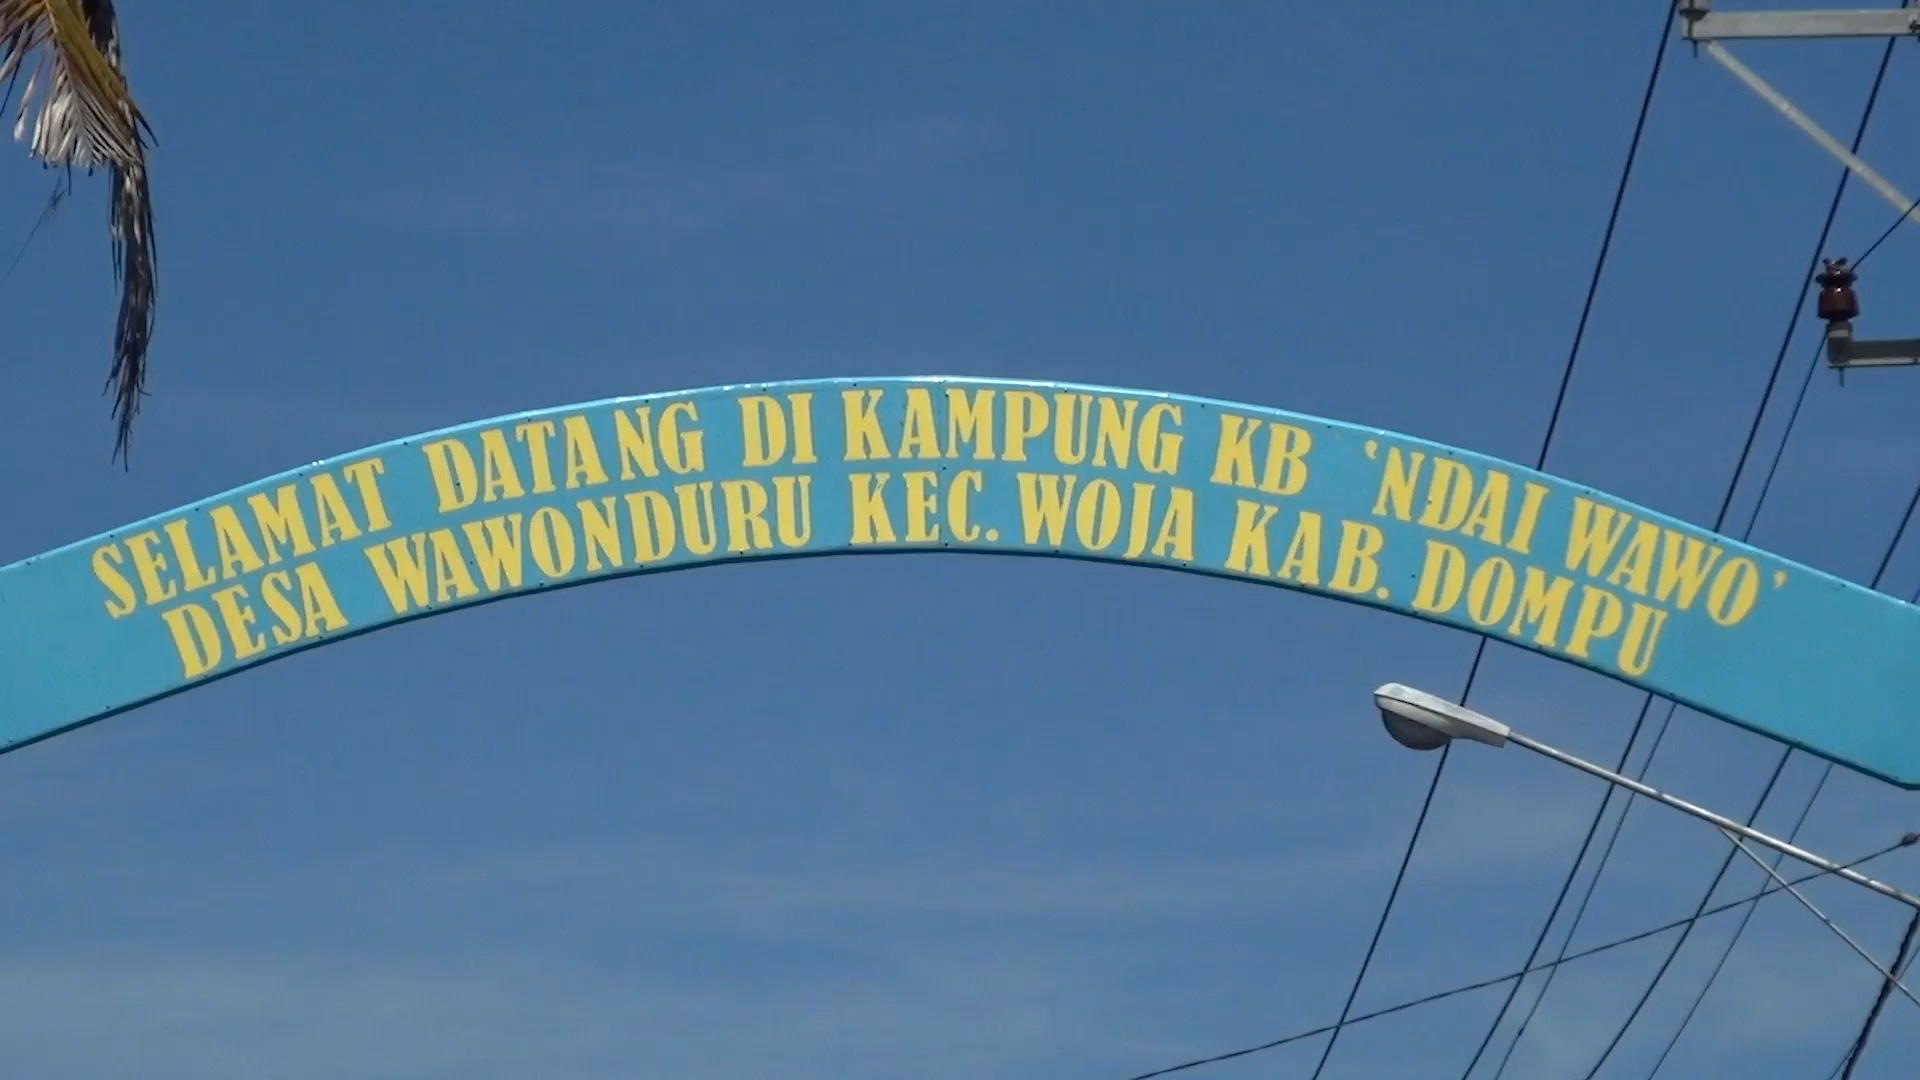 SELAMAT DATANG DI KAMPUNG KB ‘NDAI WAWO’
DESA WAWONDURU KEC. WOJA KAB. DOMPU